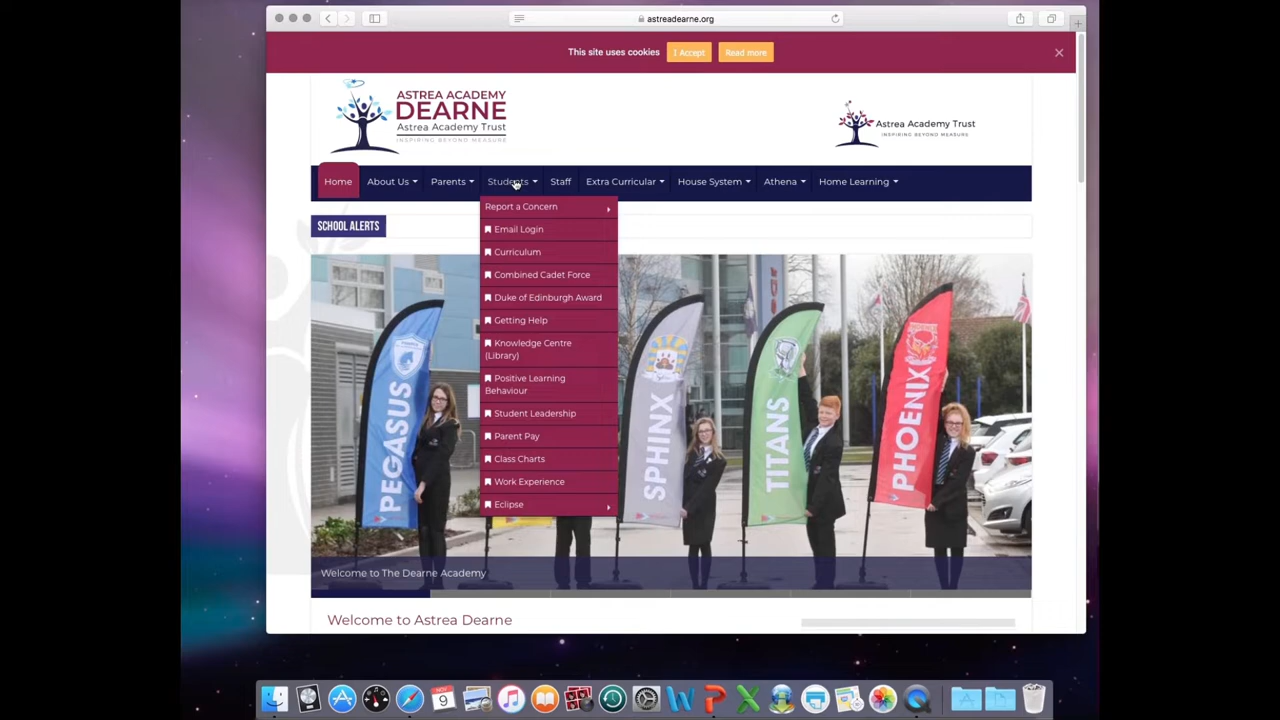 astreadearne.org
This site uses cookies I Accept Read more
ASTREA ACADEMY
DEARNE
Astrea Academy Trust
INSPIRING BEYOND MEASURE
Astrea Academy Trust
INSPIRING BEYOND MEASURE
Home About Us Parents Students Staff Extra Curricular House System Athena Home Learning
SCHOOL ALERTS
Report a Concern
Email Login
Curriculum
Combined Cadet Force
Duke of Edinburgh Award
Getting Help
Knowledge Centre
(Library)
Positive Learning
Behaviour
Student Leadership
Parent Pay
Class Charts
Work Experience
Eclipse
PEGASUS
SPHINX
TITANS
PHOENIX
Welcome to The Dearne Academy
Welcome to Astrea Dearne
NOV
9